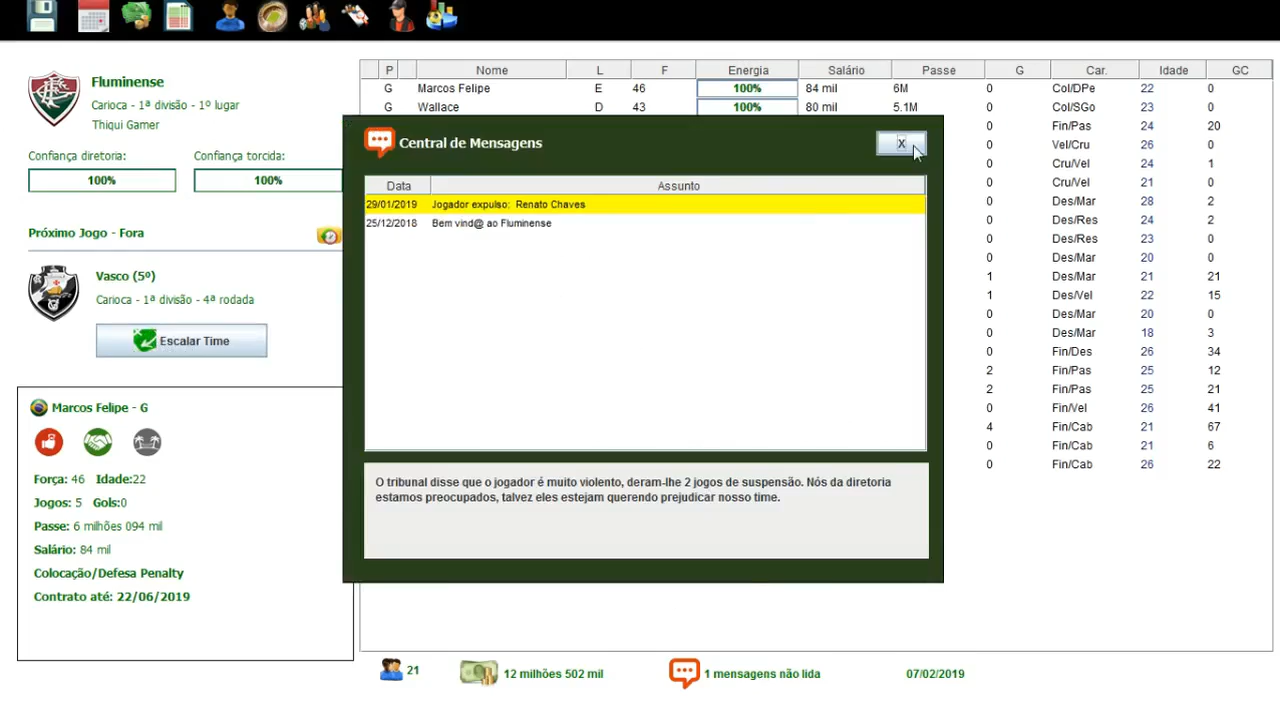 Fluminense
Carioca - 1ª divisão - 1º lugar
Thiqui Gamer
Confiança diretoria: Confiança torcida:
100% 100%
Próximo Jogo - Fora
Vasco (5º)
Carioca - 1ª divisão - 4ª rodada
Escalar Time
Marcos Felipe - G
Força: 46 Idade:22
Jogos: 5 Gols:0
Passe: 6 milhões 094 mil
Salário: 84 mil
Colocação/Defesa Penalty
Contrato até: 22/06/2019
P Nome L F Energia Salário Passe G Car. Idade GC
G Marcos Felipe E 46 100% 84 mil 6M 0 Col/DPe 22 0
G Wallace D 43 100% 80 mil 5.1M 0 Col/SGo 23 0
0 Fin/Pas 24 20
0 Vel/Cru 26 0
0 Cru/Vel 24 1
0 Cru/Vel 21 0
0 Des/Mar 28 2
0 Des/Res 24 2
0 Des/Res 23 0
0 Des/Mar 20 0
1 Des/Mar 21 21
1 Des/Vel 22 15
0 Des/Mar 20 0
0 Des/Mar 18 3
0 Fin/Des 26 34
2 Fin/Pas 25 12
2 Fin/Pas 25 21
0 Fin/Vel 26 41
4 Fin/Cab 21 67
0 Fin/Cab 21 6
0 Fin/Cab 26 22
Central de Mensagens X
Data Assunto
29/01/2019 Jogador expulso: Renato Chaves
25/12/2018 Bem vind@ ao Fluminense
O tribunal disse que o jogador é muito violento, deram-lhe 2 jogos de suspensão. Nós da diretoria
estamos preocupados, talvez eles estejam querendo prejudicar nosso time.
21 12 milhões 502 mil 1 mensagens não lida 07/02/2019